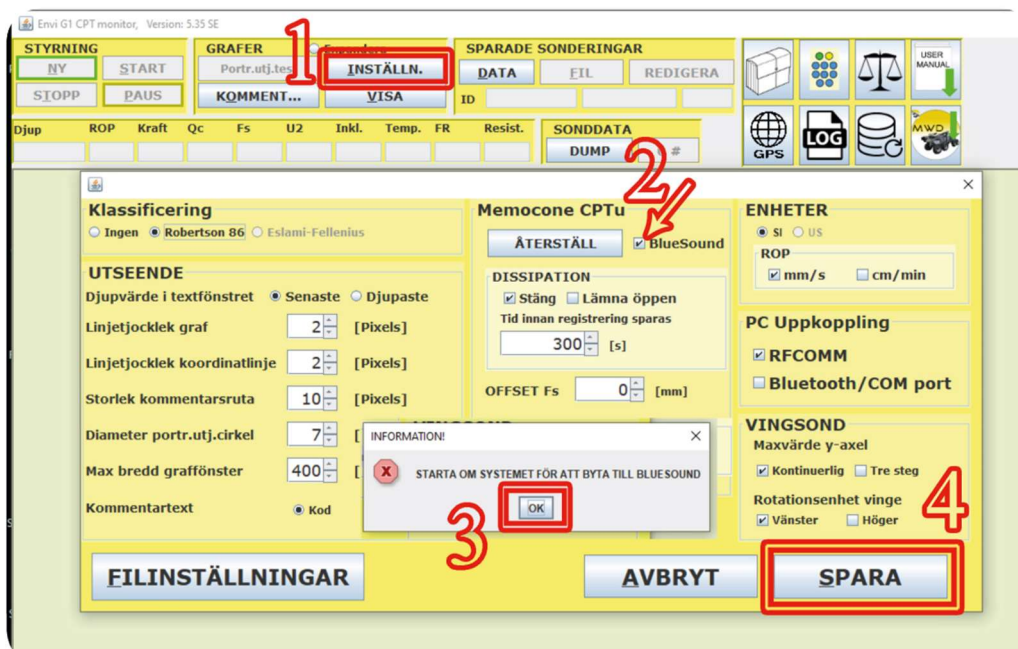 Envi G1 CPT monitor, Version: 5.35 SE
STYRNING
NY
START
STOPP
PAUS
GRAFER
Portr.utj.tes
INSTÄLLN.
KOMMENT...
VISA
SPARADE SONDERINGAR
DATA
FIL
REDIGERA
ID
USER MANUAL
GPS
LOG
MWD
Djup ROP Kraft Qc Fs U2 Inkl. Temp. FR Resist.
SONDDATA
DUMP
#
1
2
Klassificering
Ingen Robertson 86 Eslami-Fellenius
UTSEENDE
Djupvärde i textfönstret Senaste Djupaste
Linjetjocklek graf 2 [Pixels]
Linjetjocklek koordinatlinje 2 [Pixels]
Storlek kommentarsruta 10 [Pixels]
Diameter portr.utj.cirkel 7 [
Max bredd graffönster 400 [
Kommentartext Kod
Memocone CPTu
ÅTERSTÄLL BlueSound
DISSIPATION
Stäng Lämna öppen
Tid innan registrering sparas
300 [s]
OFFSET Fs 0 [mm]
ENHETER
SI US
ROP
mm/s cm/min
PC Uppkoppling
RFCOMM
Bluetooth/COM port
VINGSOND
Maxvärde y-axel
Kontinuerlig Tre steg
Rotationsenhet vinge
Vänster Höger
INFORMATION!
STARTA OM SYSTEMET FÖR ATT BYTA TILL BLUESOUND
OK
3
4
FILINSTÄLLNINGAR
AVBRYT
SPARA